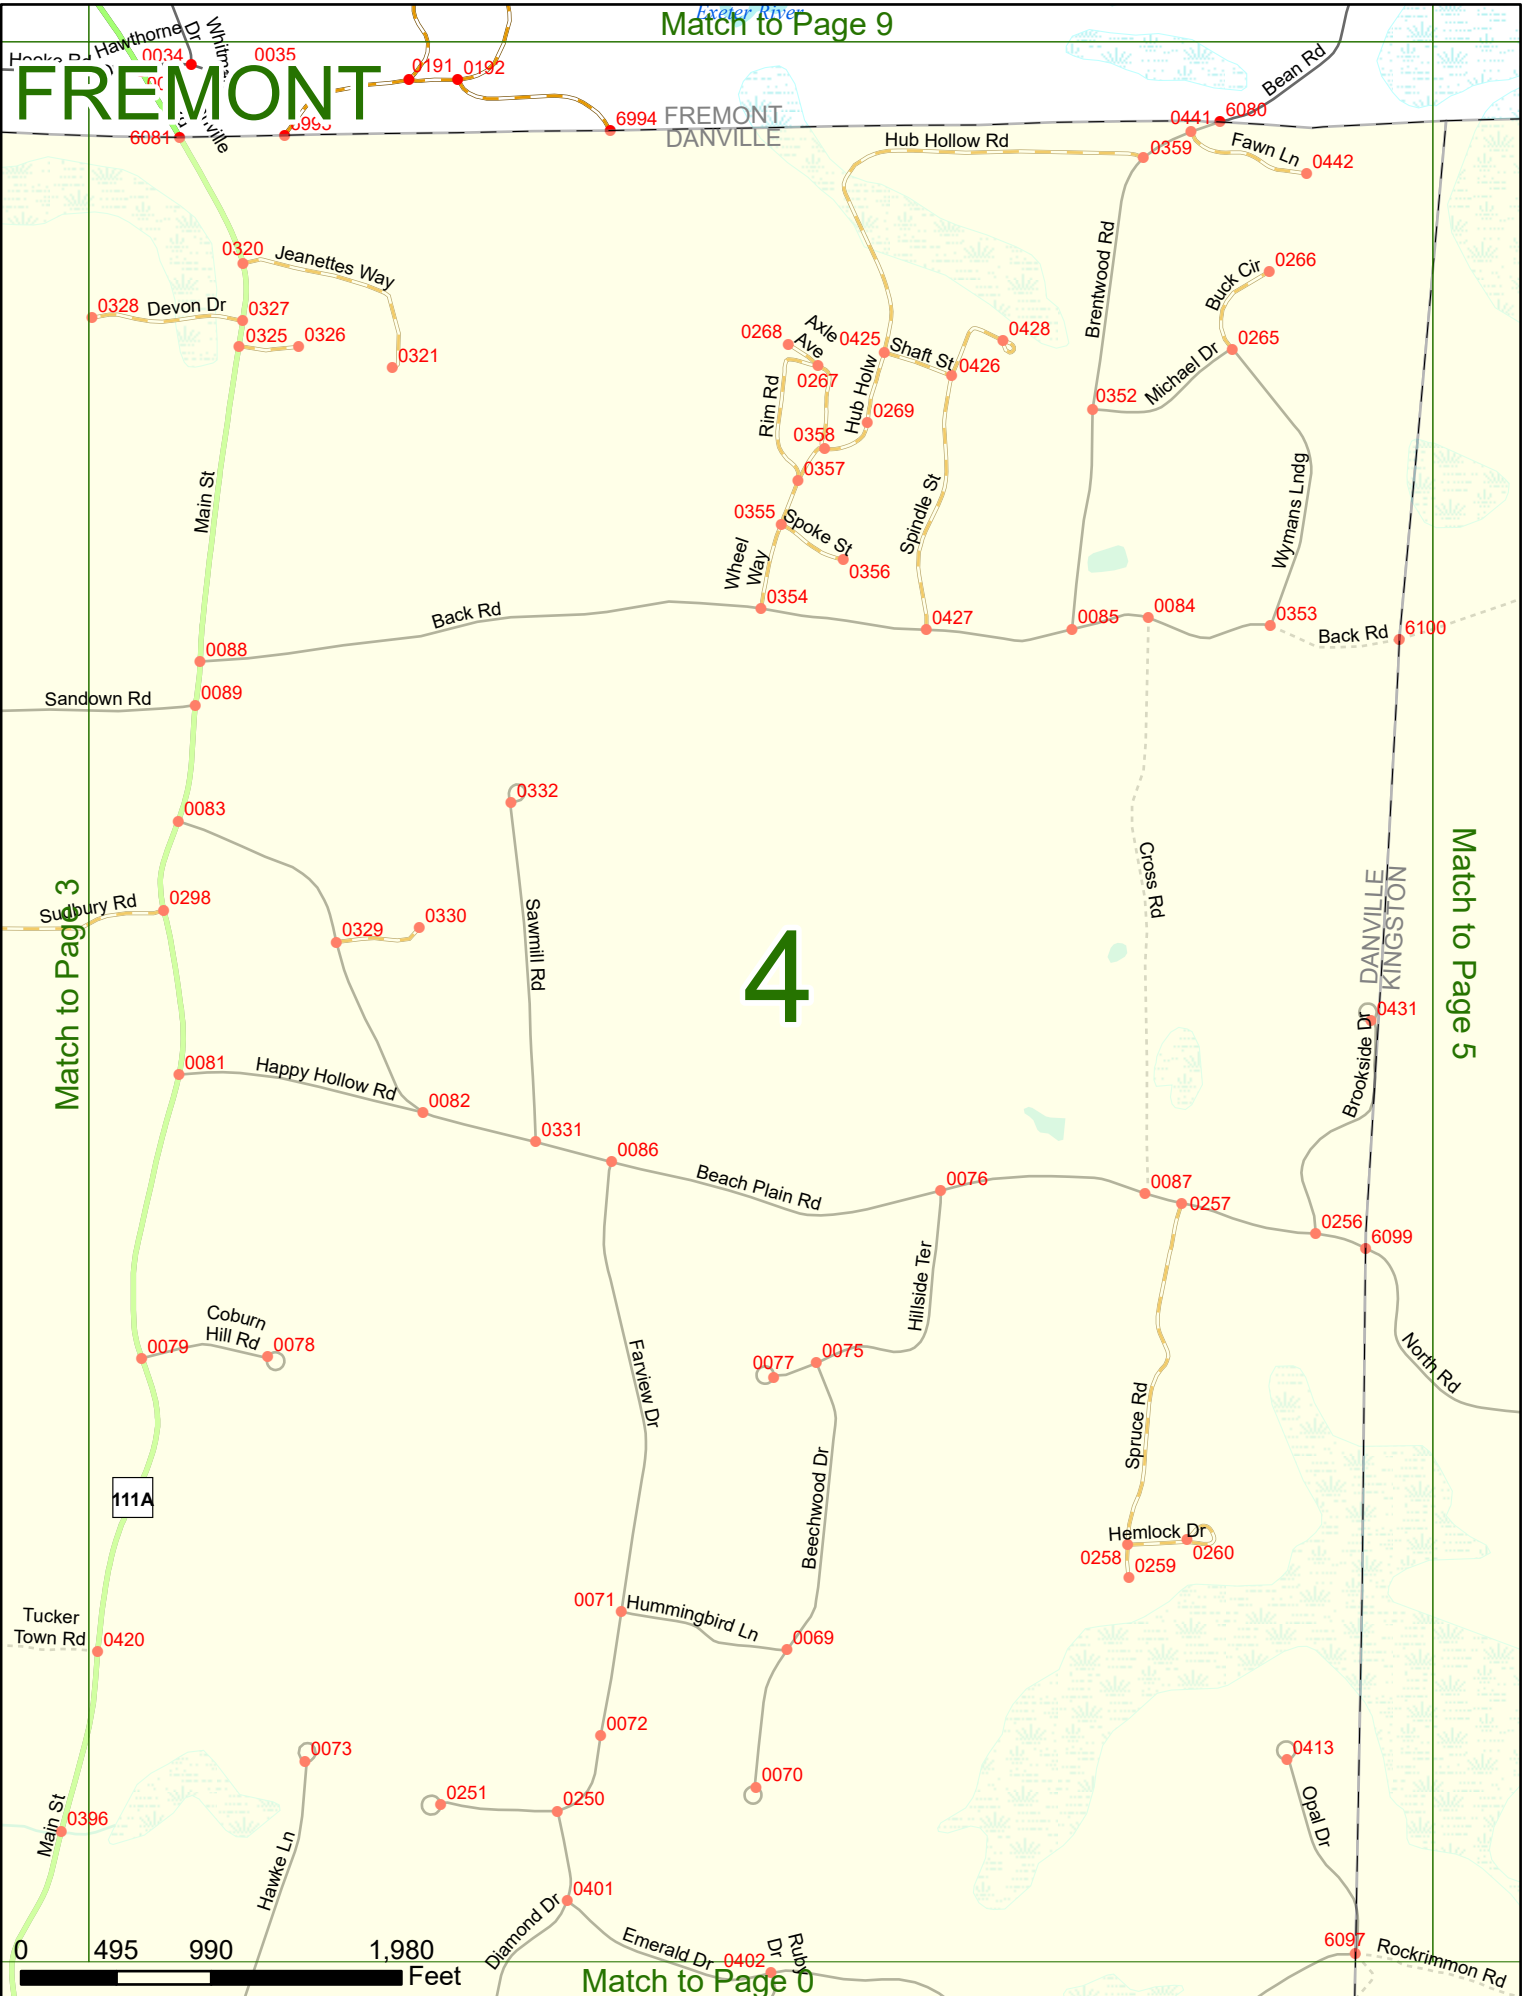 Exeter River
Match to Page 9
Hawthorne Dr
0034
0035
0191
0192
Bean Rd
FREMONT
6081
6994
FREMONT
DANVILLE
0441
6080
0359
Fawn Ln
0442
Hub Hollow Rd
0320
Jeanettes Way
Brentwood Rd
Buck Cir
0266
0328
Devon Dr
0327
0325
0326
0321
0268
Axle
Ave
0267
0425
Shaft St
0428
0426
0265
Michael Dr
Rim Rd
Hub Holw
0269
0352
0358
0357
Main St
Spindle St
Wymans Lndg
0355
Spoke St
0356
Wheel
Way
0354
0427
0085
0084
0353
Back Rd
Back Rd
6100
0088
0089
Sandown Rd
0332
0083
Cross Rd
Match to Page 5
Match to Page 3
Sudbury Rd
0298
0329
0330
Sawmill Rd
4
DANVILLE
KINGSTON
0431
Brookside Dr
0081
Happy Hollow Rd
0082
0331
0086
Beach Plain Rd
0076
0087
0257
0256
6099
Hillside Ter
Coburn
Hill Rd
0079
0078
Farview Dr
0077
0075
North Rd
Spruce Rd
Beechwood Dr
111A
Hemlock Dr
0258
0259
0260
Tucker
Town Rd
0420
0071
Hummingbird Ln
0069
0072
0073
0251
0250
0070
0413
Opal Dr
Main St
0396
Hawke Ln
0401
Diamond Dr
Emerald Dr
0402
Ruby
Dr
6097
Rockrimmon Rd
0
495
990
1,980
Feet
Match to Page 0